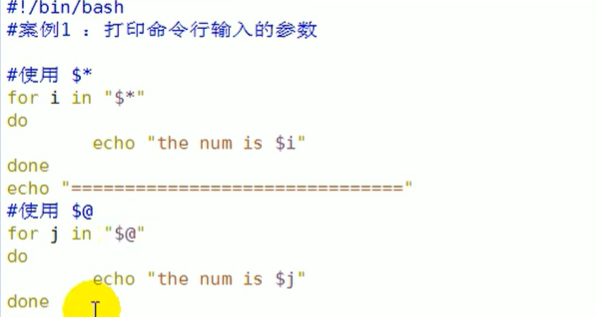 #!/bin/bash
#案例1 ：打印命令行输入的参数
#使用 $*
for i in "$*"
do
        echo "the num is $i"
done
echo "==============================="
#使用 $@
for j in "$@"
do
        echo "the num is $j"
done